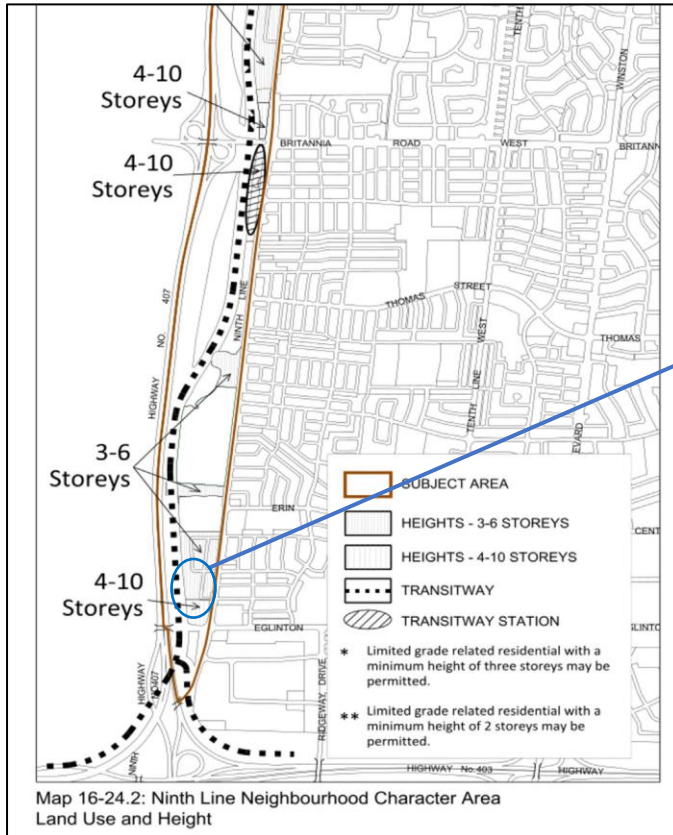 4-10
Storeys
4-10
Storeys
TENTH
WINSTON
BRITANNIA ROAD WEST BRITANN
407
NO.
HIGHWAY
NINTH LINE
THOMAS STREET
TENTH LINE WEST
THOMAS
EVARD
3-6
Storeys
ERIN
CENT
4-10
Storeys
EGLINTON
GLINTO
HIGHWAY
NO407
NINTH
RIDGEWAY DRIVE
HIGHWAY No.403 HIGHWAY
SUBJECT AREA
HEIGHTS - 3-6 STOREYS
HEIGHTS - 4-10 STOREYS
TRANSITWAY
TRANSITWAY STATION
* Limited grade related residential with a
minimum height of three storeys may be
permitted.
** Limited grade related residential with a
minimum height of 2 storeys may be
permitted.
Map 16-24.2: Ninth Line Neighbourhood Character Area
Land Use and Height